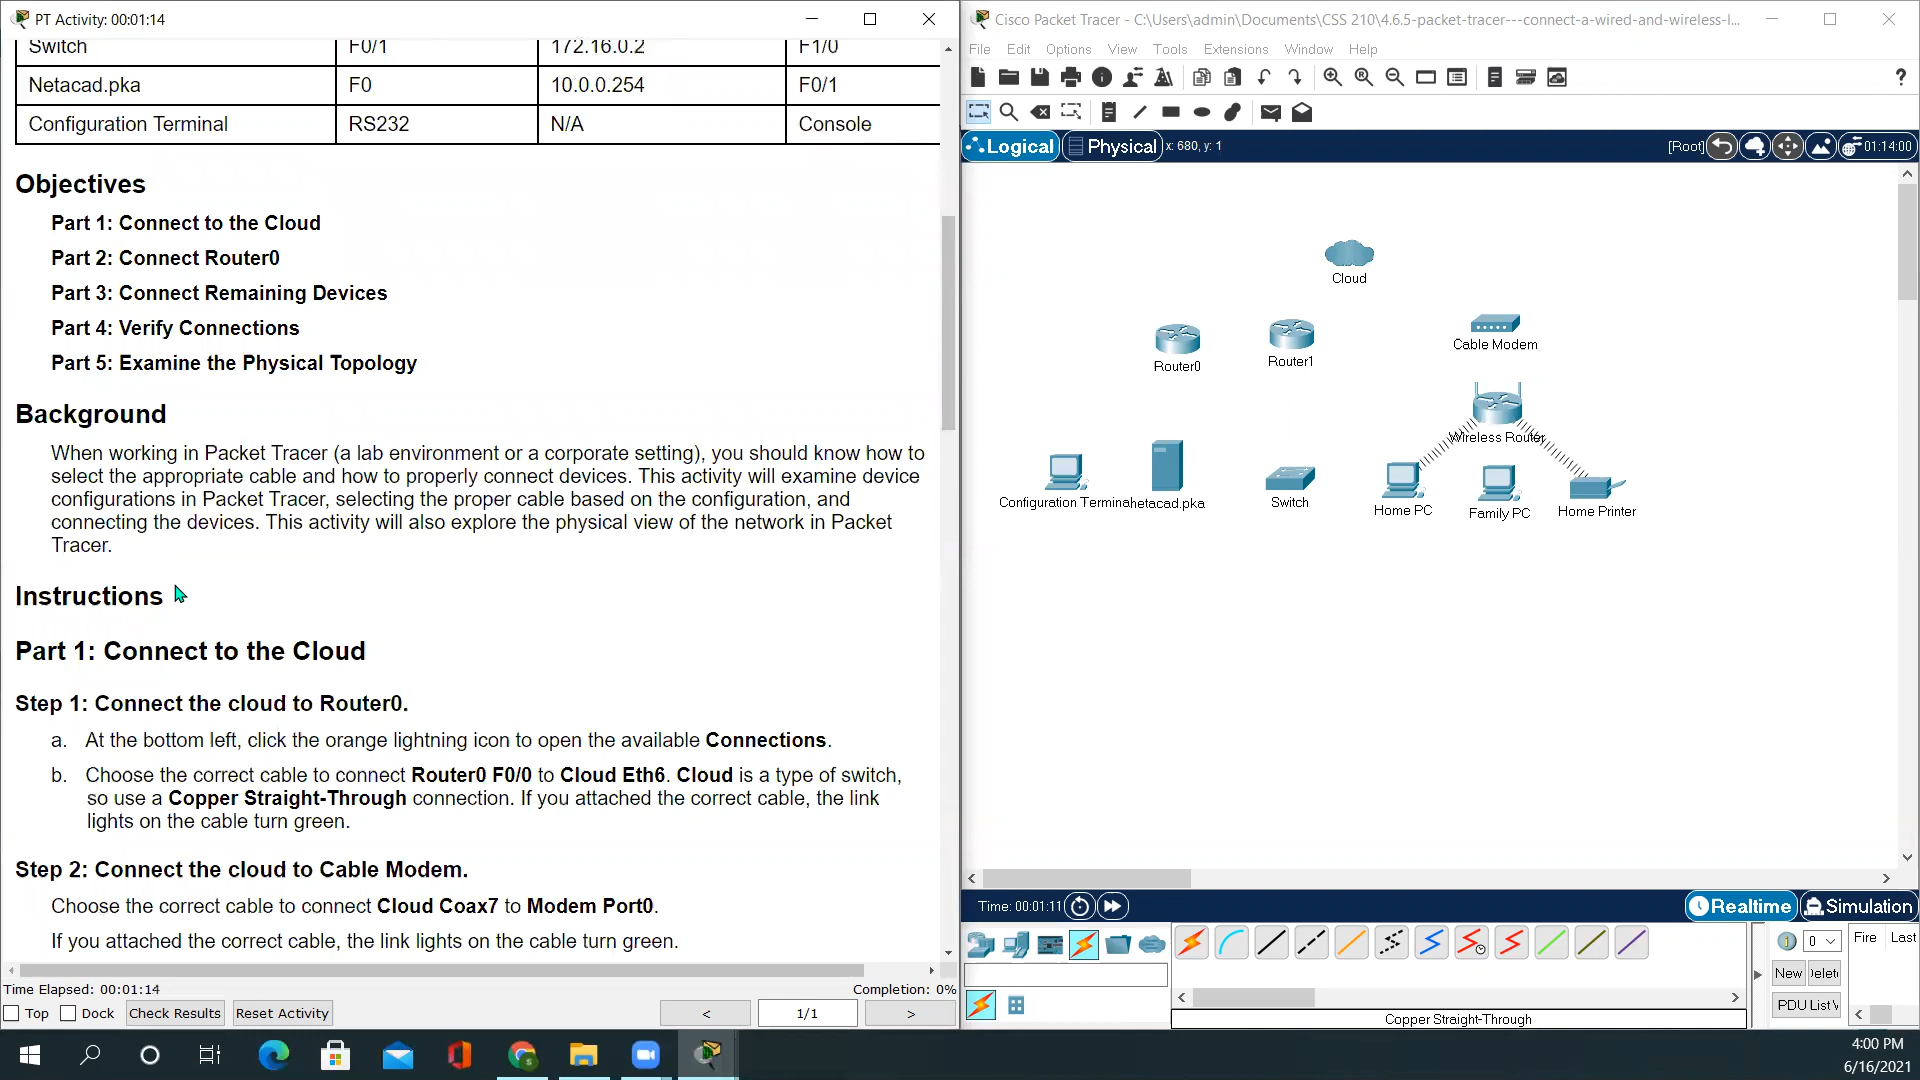 PT Activity: 00:01:14
Switch F0/1 172.16.0.2 F1/0
Netacad.pka F0 10.0.0.254 F0/1
Configuration Terminal RS232 N/A Console
Objectives
Part 1: Connect to the Cloud
Part 2: Connect Router0
Part 3: Connect Remaining Devices
Part 4: Verify Connections
Part 5: Examine the Physical Topology
Background
When working in Packet Tracer (a lab environment or a corporate setting), you should know how to
select the appropriate cable and how to properly connect devices. This activity will examine device
configurations in Packet Tracer, selecting the proper cable based on the configuration, and
connecting the devices. This activity will also explore the physical view of the network in Packet
Tracer.
Instructions
Part 1: Connect to the Cloud
Step 1: Connect the cloud to Router0.
a. At the bottom left, click the orange lightning icon to open the available Connections.
b. Choose the correct cable to connect Router0 F0/0 to Cloud Eth6. Cloud is a type of switch,
so use a Copper Straight-Through connection. If you attached the correct cable, the link
lights on the cable turn green.
Step 2: Connect the cloud to Cable Modem.
Choose the correct cable to connect Cloud Coax7 to Modem Port0.
If you attached the correct cable, the link lights on the cable turn green.
Time Elapsed: 00:01:14 Completion: 0%
Top Dock Check Results Reset Activity < 1/1 >
Cisco Packet Tracer - C:\Users\admin\Documents\CSS 210\4.6.5-packet-tracer---connect-a-wired-and-wireless-l...
File Edit Options View Tools Extensions Window Help
?
Logical Physical x: 680, y: 1 [Root] 01:14:00
Cloud
Router0
Router1
Cable Modem
Wireless Router
Configuration Terminal
netacad.pka
Switch
Home PC
Family PC
Home Printer
Time: 00:01:11 Realtime Simulation
0 Fire Last
New Delet
PDU List W
Copper Straight-Through
4:00 PM
6/16/2021